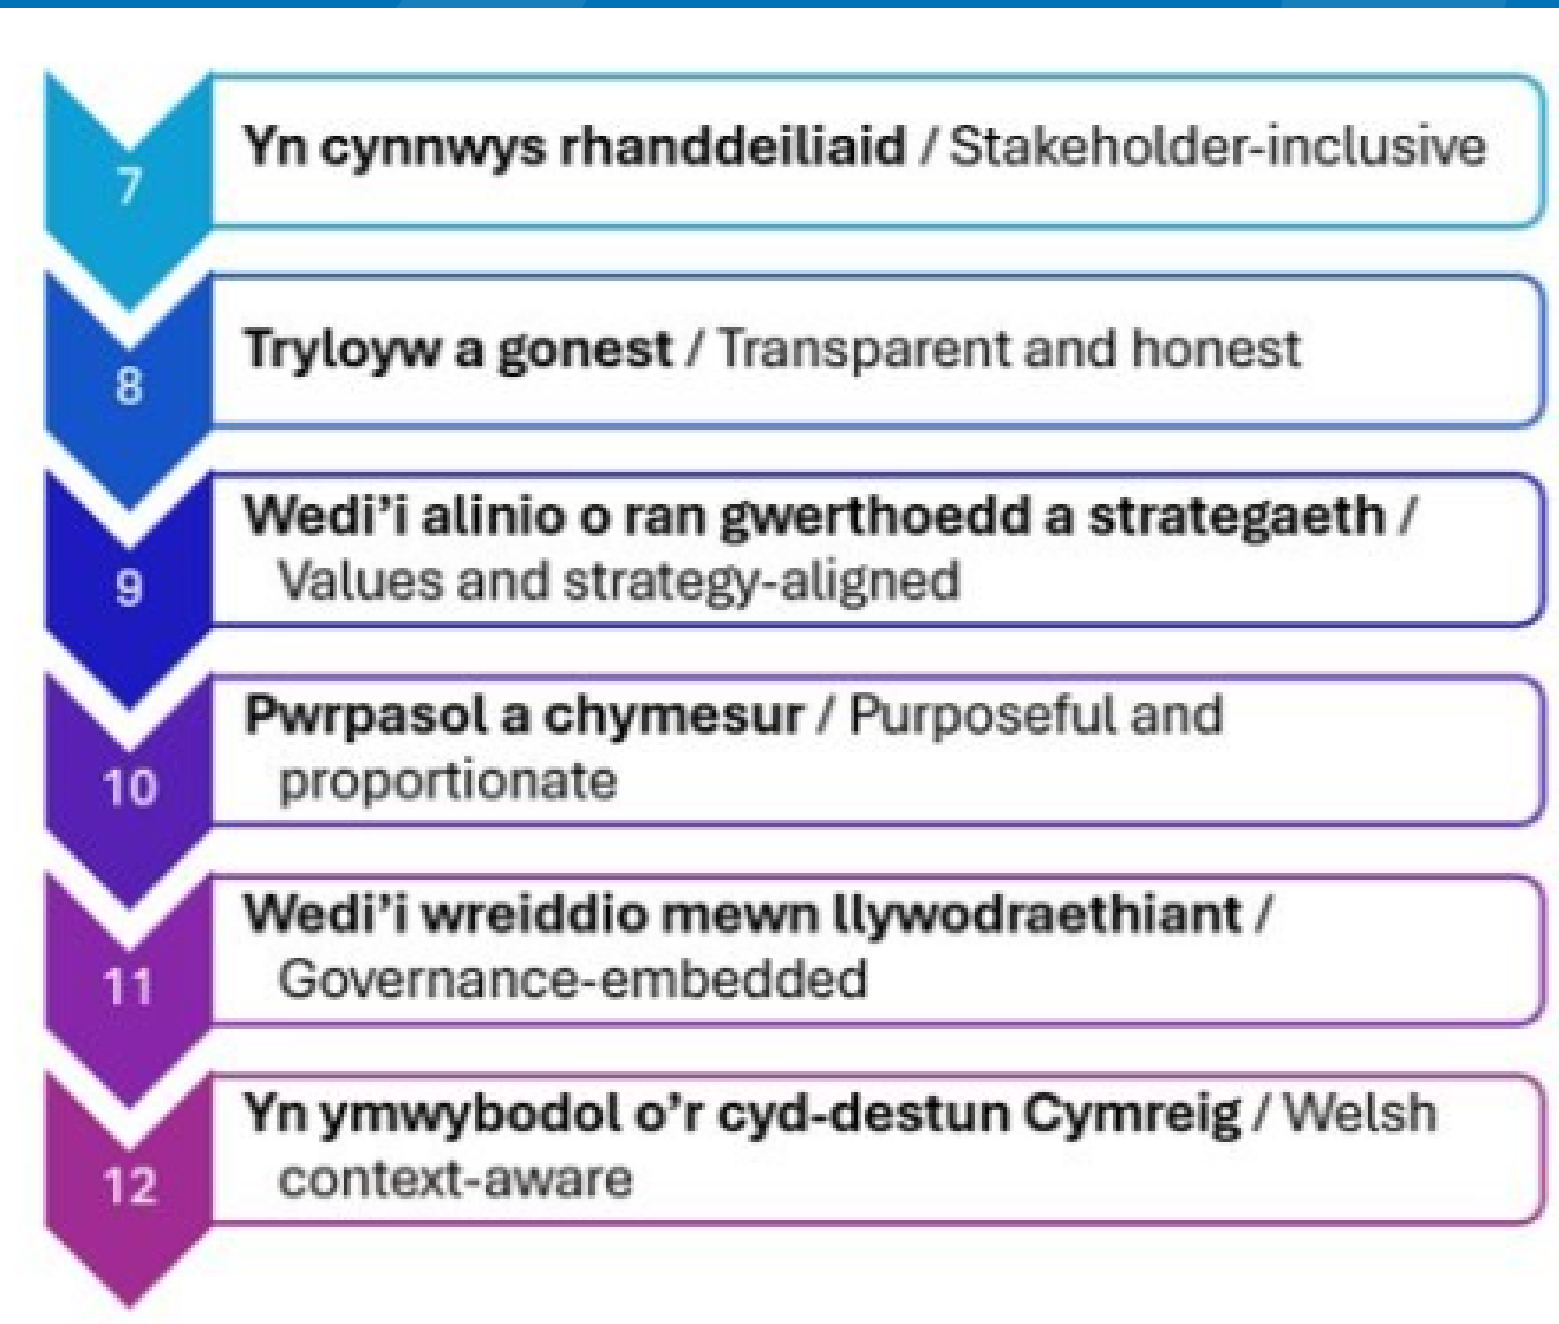 7
Yn cynnwys rhanddeiliaid / Stakeholder-inclusive
8
Tryloyw a gonest / Transparent and honest
9
Wedi’i alinio o ran gwerthoedd a strategaeth /
Values and strategy-aligned
10
Pwrpasol a chymesur / Purposeful and
proportionate
11
Wedi’i wreiddio mewn llywodraethiant /
Governance-embedded
12
Yn ymwybodol o’r cyd-destun Cymreig / Welsh
context-aware